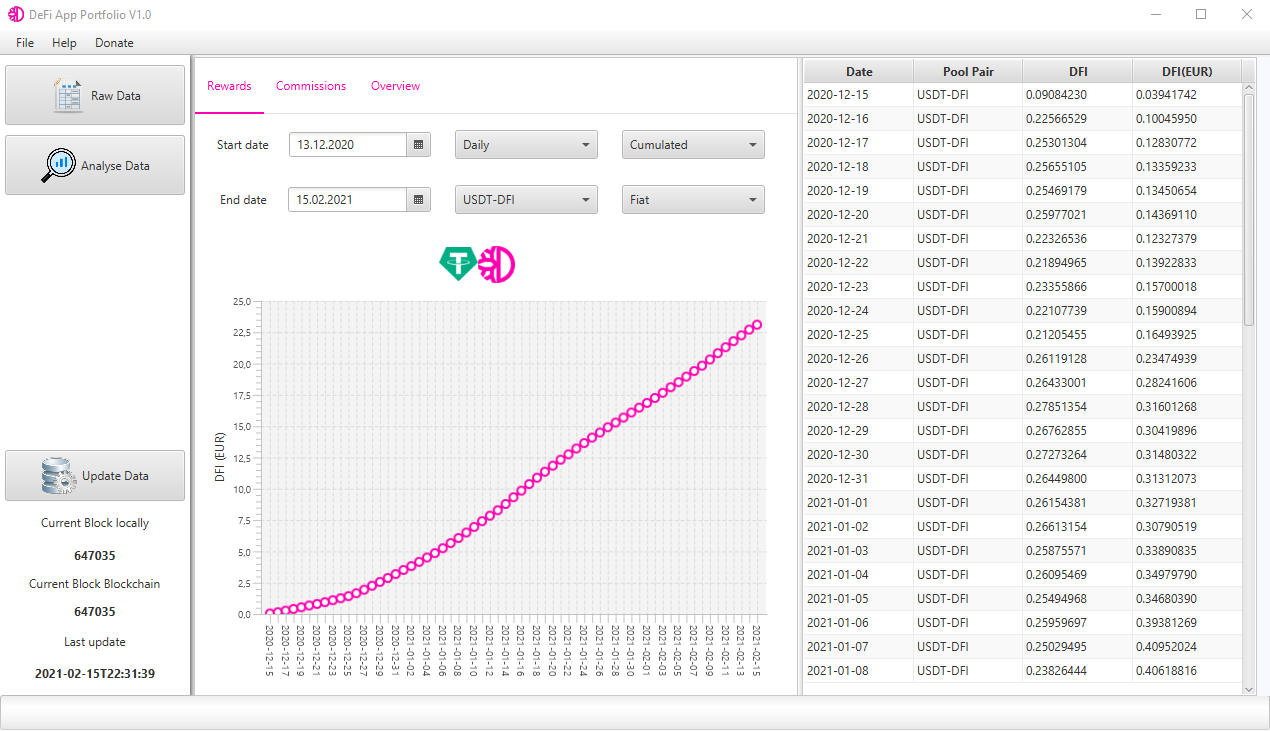 DeFi App Portfolio V1.0
File Help Donate
Raw Data
Analyse Data
Update Data
Current Block locally
647035
Current Block Blockchain
647035
Last update
2021-02-15T22:31:39
Rewards Commissions Overview
Start date 13.12.2020 Daily Cumulated
End date 15.02.2021 USDT-DFI Fiat
DFI (EUR)
25,0
22,5
20,0
17,5
15,0
12,5
10,0
7,5
5,0
2,5
0,0
2020-12-15
2020-12-17
2020-12-19
2020-12-21
2020-12-23
2020-12-25
2020-12-27
2020-12-29
2020-12-31
2021-01-02
2021-01-04
2021-01-06
2021-01-08
2021-01-10
2021-01-12
2021-01-14
2021-01-16
2021-01-18
2021-01-20
2021-01-22
2021-01-24
2021-01-26
2021-01-28
2021-01-30
2021-02-01
2021-02-03
2021-02-05
2021-02-07
2021-02-09
2021-02-11
2021-02-13
2021-02-15
Date Pool Pair DFI DFI(EUR)
2020-12-15 USDT-DFI 0.09084230 0.03941742
2020-12-16 USDT-DFI 0.22566529 0.10045950
2020-12-17 USDT-DFI 0.25301304 0.12830772
2020-12-18 USDT-DFI 0.25655105 0.13359233
2020-12-19 USDT-DFI 0.25469179 0.13450654
2020-12-20 USDT-DFI 0.25977021 0.14369110
2020-12-21 USDT-DFI 0.22326536 0.12327379
2020-12-22 USDT-DFI 0.21894965 0.13922833
2020-12-23 USDT-DFI 0.23355866 0.15700018
2020-12-24 USDT-DFI 0.22107739 0.15900894
2020-12-25 USDT-DFI 0.21205455 0.16493925
2020-12-26 USDT-DFI 0.26119128 0.23474939
2020-12-27 USDT-DFI 0.26433001 0.28241606
2020-12-28 USDT-DFI 0.27851354 0.31601268
2020-12-29 USDT-DFI 0.26762855 0.30419896
2020-12-30 USDT-DFI 0.27273264 0.31480322
2020-12-31 USDT-DFI 0.26449800 0.31312073
2021-01-01 USDT-DFI 0.26154381 0.32719381
2021-01-02 USDT-DFI 0.26613154 0.30790519
2021-01-03 USDT-DFI 0.25875571 0.33890835
2021-01-04 USDT-DFI 0.26095469 0.34979790
2021-01-05 USDT-DFI 0.25494968 0.34680390
2021-01-06 USDT-DFI 0.25959697 0.39381269
2021-01-07 USDT-DFI 0.25029495 0.40952024
2021-01-08 USDT-DFI 0.23826444 0.40618816